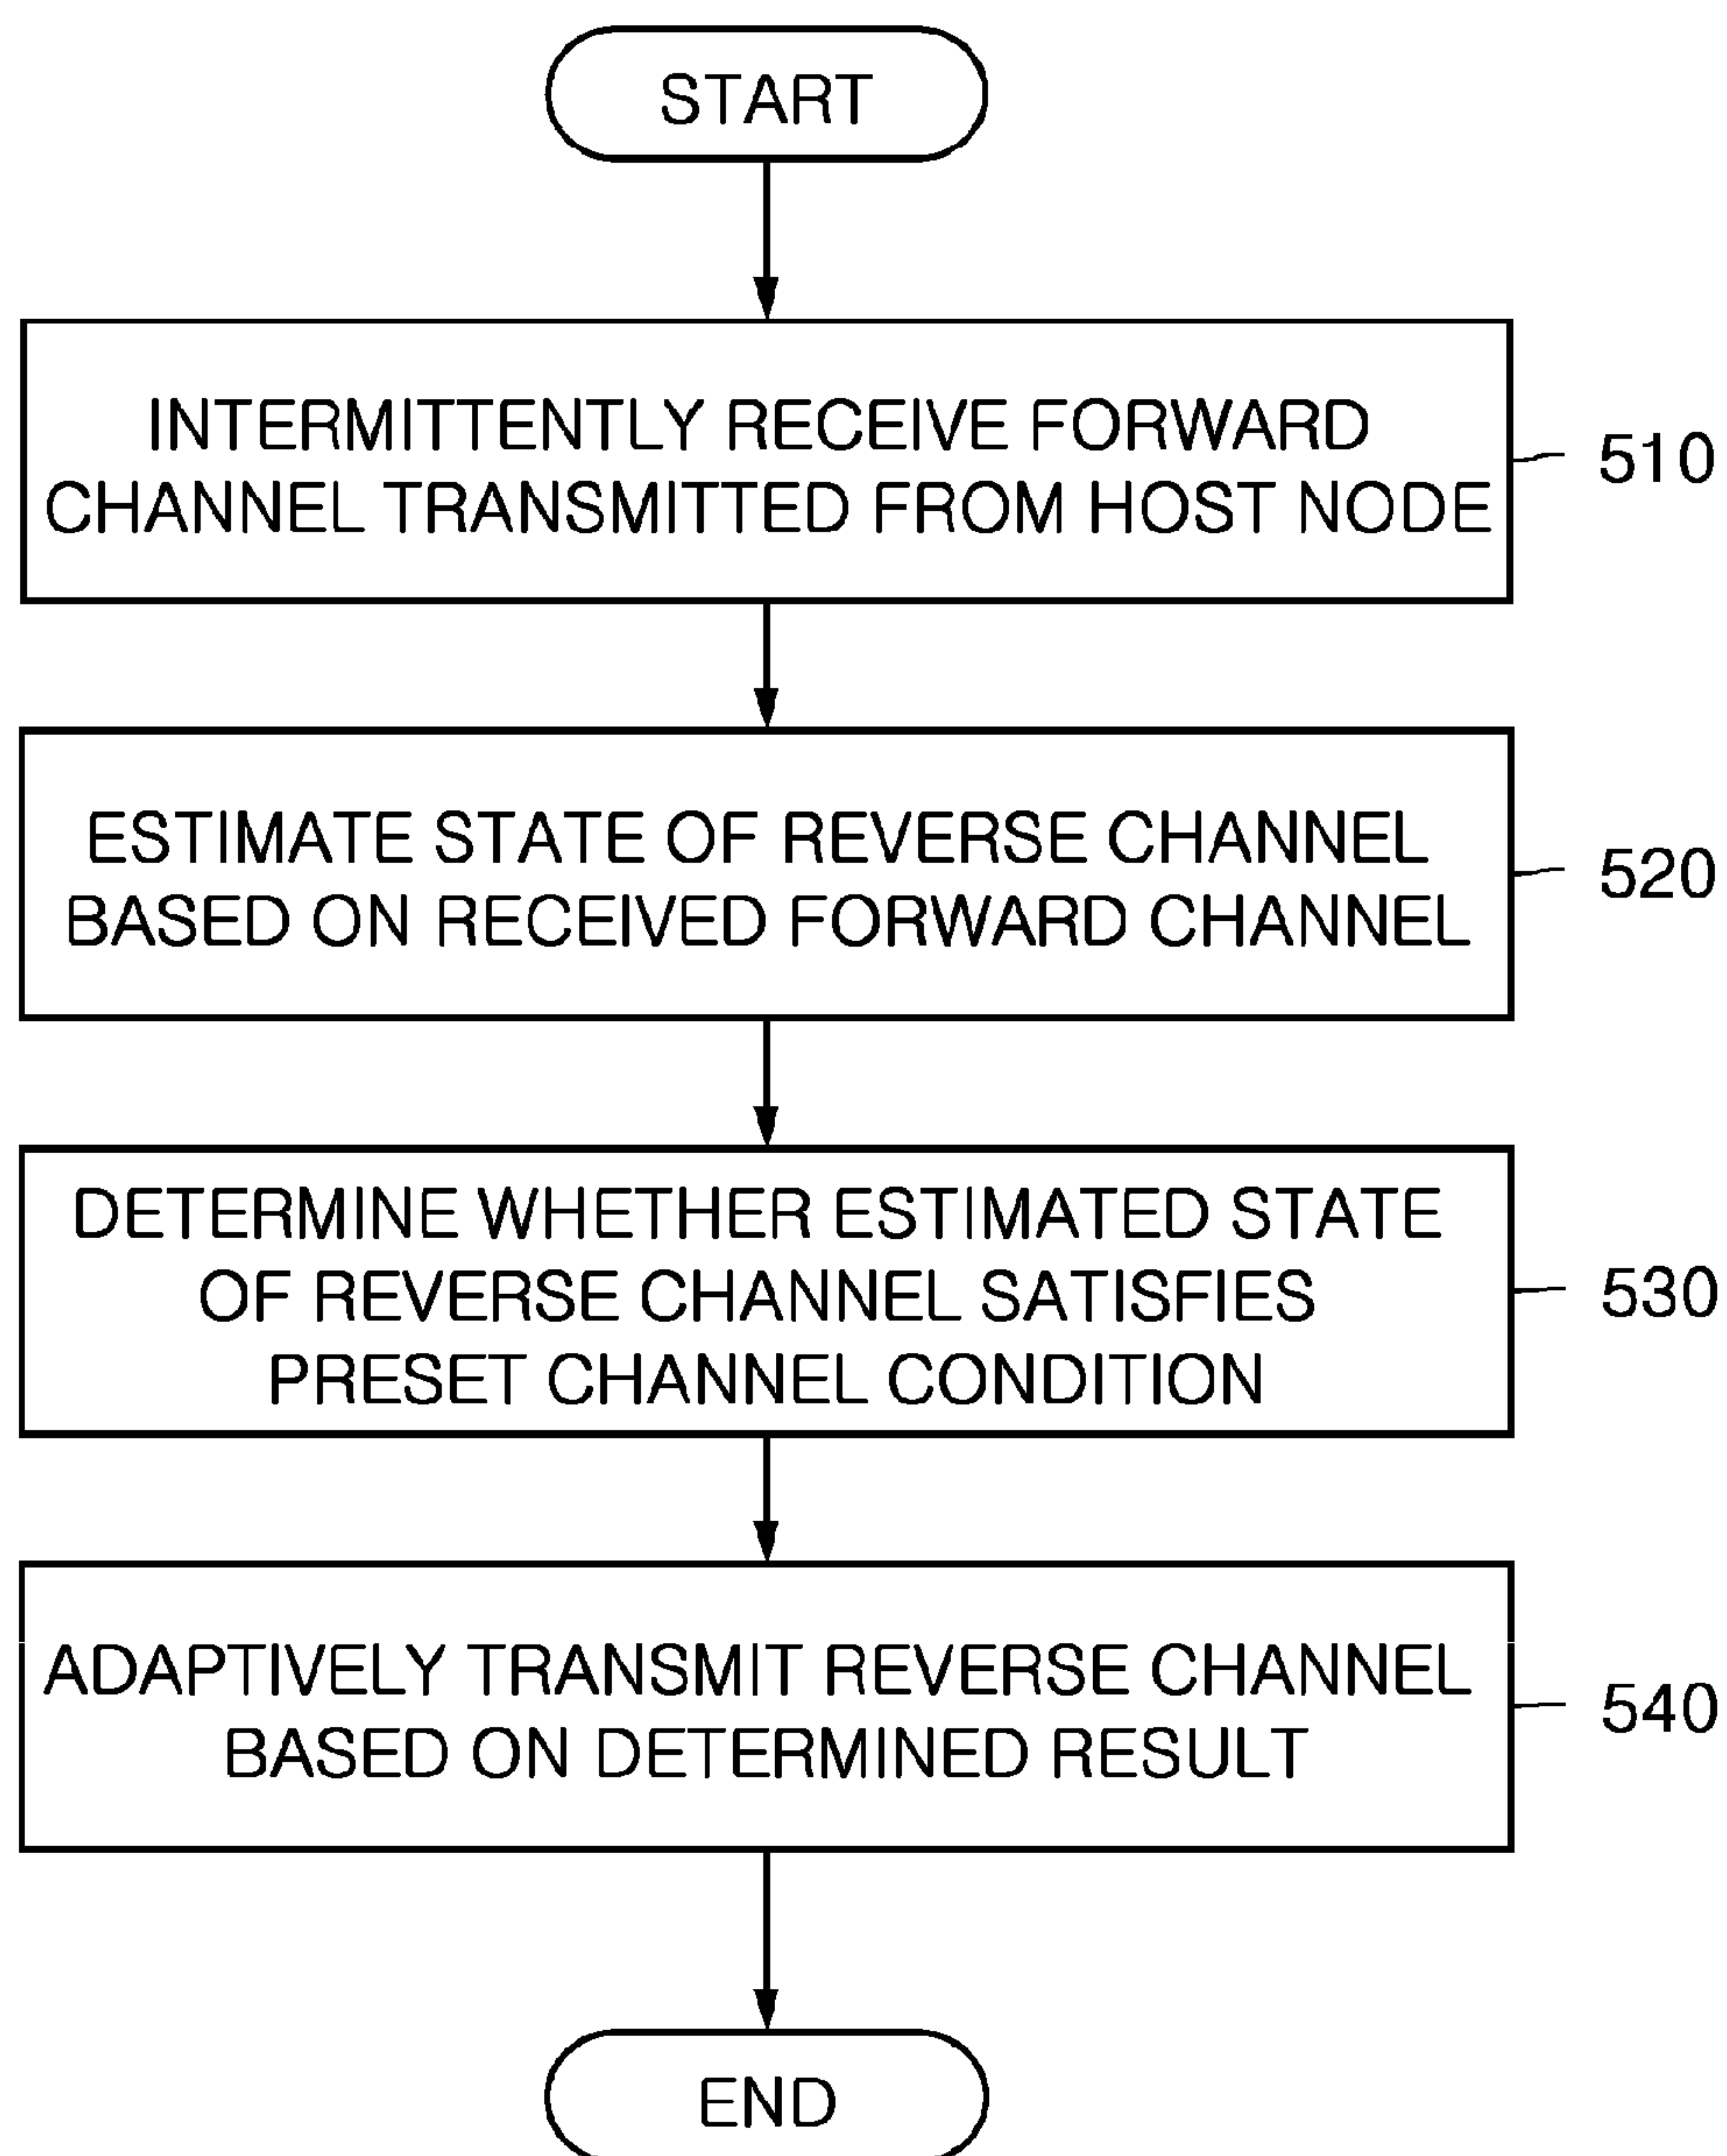 START
INTERMITTENTLY RECEIVE FORWARD
CHANNEL TRANSMITTED FROM HOST NODE
510
ESTIMATE STATE OF REVERSE CHANNEL
BASED ON RECEIVED FORWARD CHANNEL
520
DETERMINE WHETHER ESTIMATED STATE
OF REVERSE CHANNEL SATISFIES
PRESET CHANNEL CONDITION
530
ADAPTIVELY TRANSMIT REVERSE CHANNEL
BASED ON DETERMINED RESULT
540
END